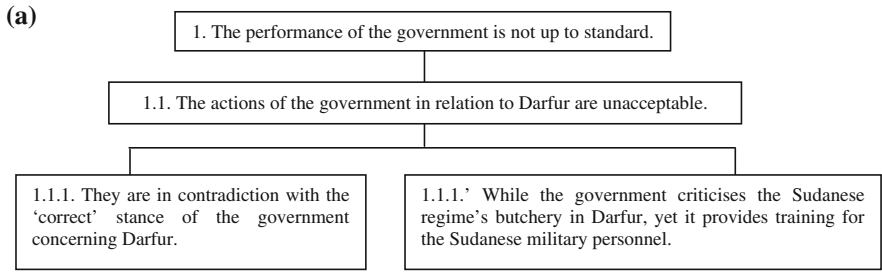 (a)
1. The performance of the government is not up to standard.
1.1. The actions of the government in relation to Darfur are unacceptable.
1.1.1. They are in contradiction with the
‘correct’ stance of the government
concerning Darfur.
1.1.1.’ While the government criticises the Sudanese
regime’s butchery in Darfur, yet it provides training for
the Sudanese military personnel.